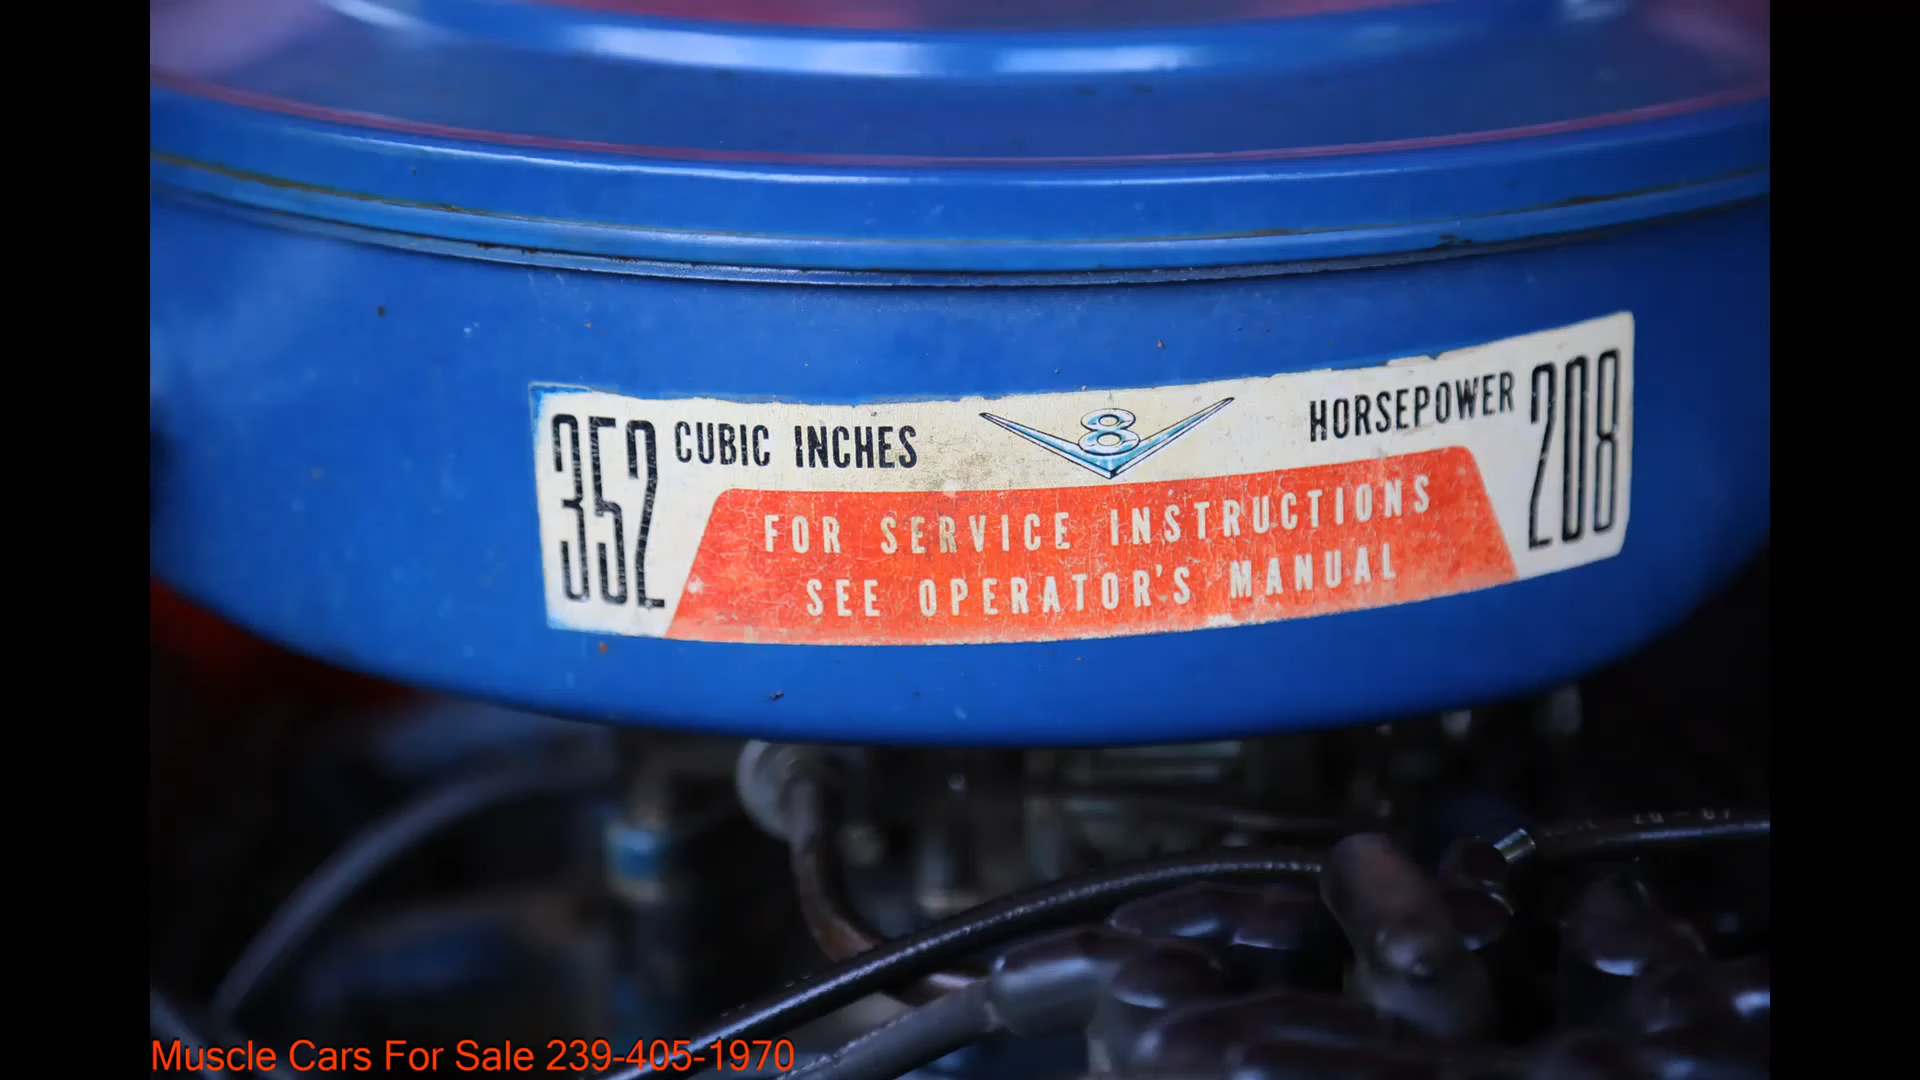 352 CUBIC INCHES 8 HORSEPOWER 208
FOR SERVICE INSTRUCTIONS
SEE OPERATOR'S MANUAL
Muscle Cars For Sale 239-405-1970